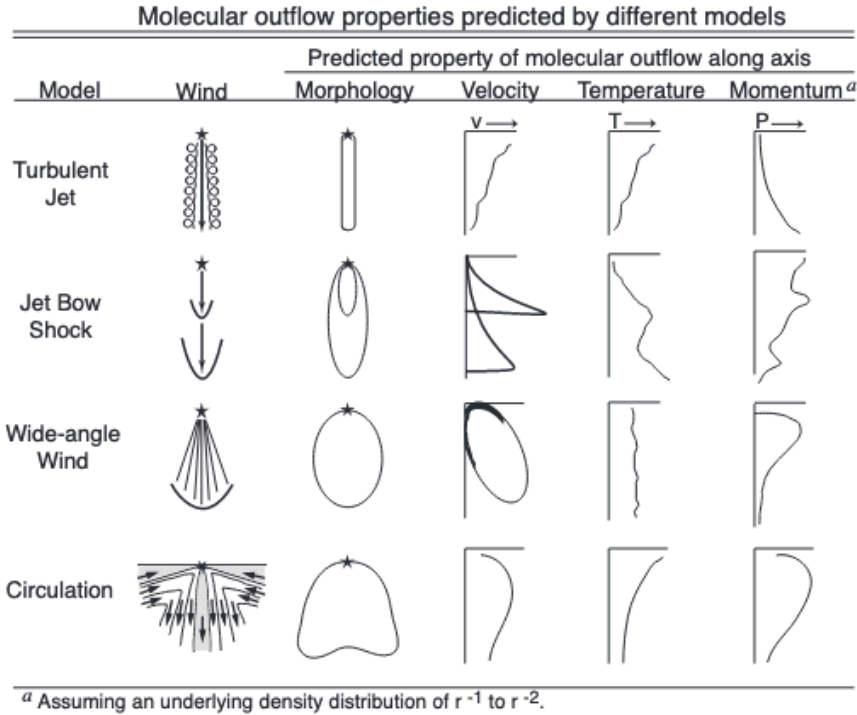 Molecular outflow properties predicted by different models
Predicted property of molecular outflow along axis
Model Wind Morphology Velocity Temperature Momentum a
v T P
Turbulent
Jet
Jet Bow
Shock
Wide-angle
Wind
Circulation
a Assuming an underlying density distribution of r -1 to r -2.